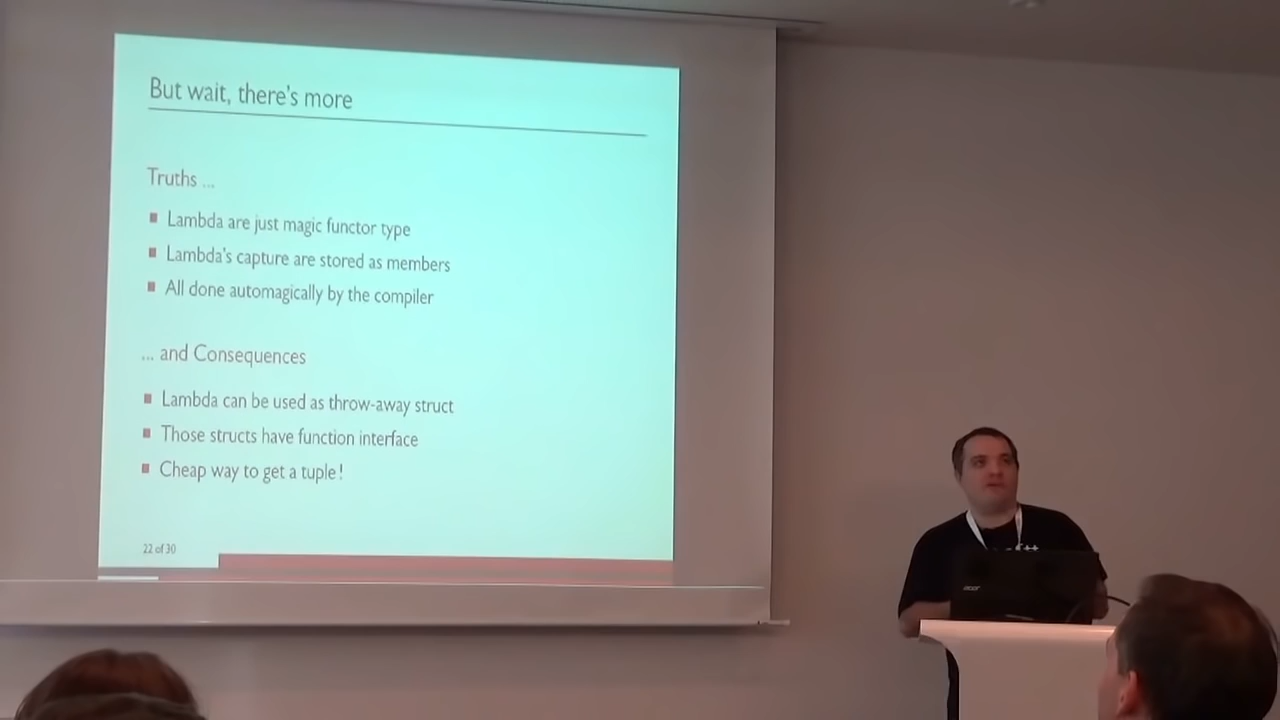 But wait, there's more
Truths ...
Lambda are just magic functor type
Lambda's capture are stored as members
All done automagically by the compiler
... and Consequences
Lambda can be used as throw-away struct
Those structs have function interface
Cheap way to get a tuple!
22 of 30
acer